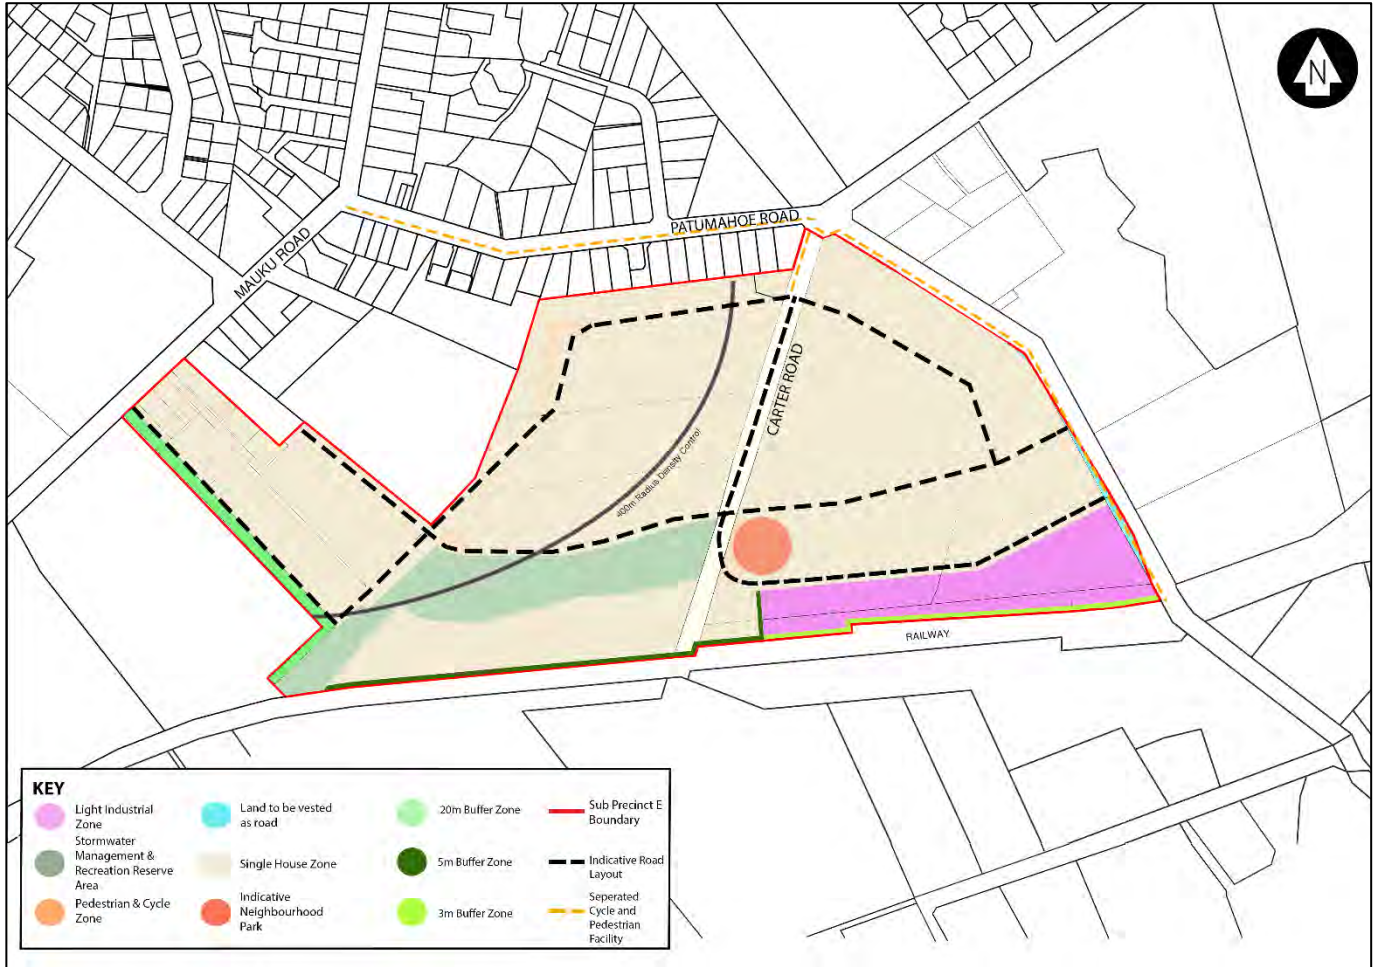 N
PATUMAHOE ROAD
MAUKU ROAD
CARTER ROAD
400m Radius Density Control
RAILWAY
KEY
Light Industrial
Zone
Stormwater
Management &
Recreation Reserve
Area
Pedestrian & Cycle
Zone
Land to be vested
as road
Single House Zone
Indicative
Neighbourhood
Park
20m Buffer Zone
5m Buffer Zone
3m Buffer Zone
Sub Precinct E
Boundary
Indicative Road
Layout
Seperated
Cycle and
Pedestrian
Facility